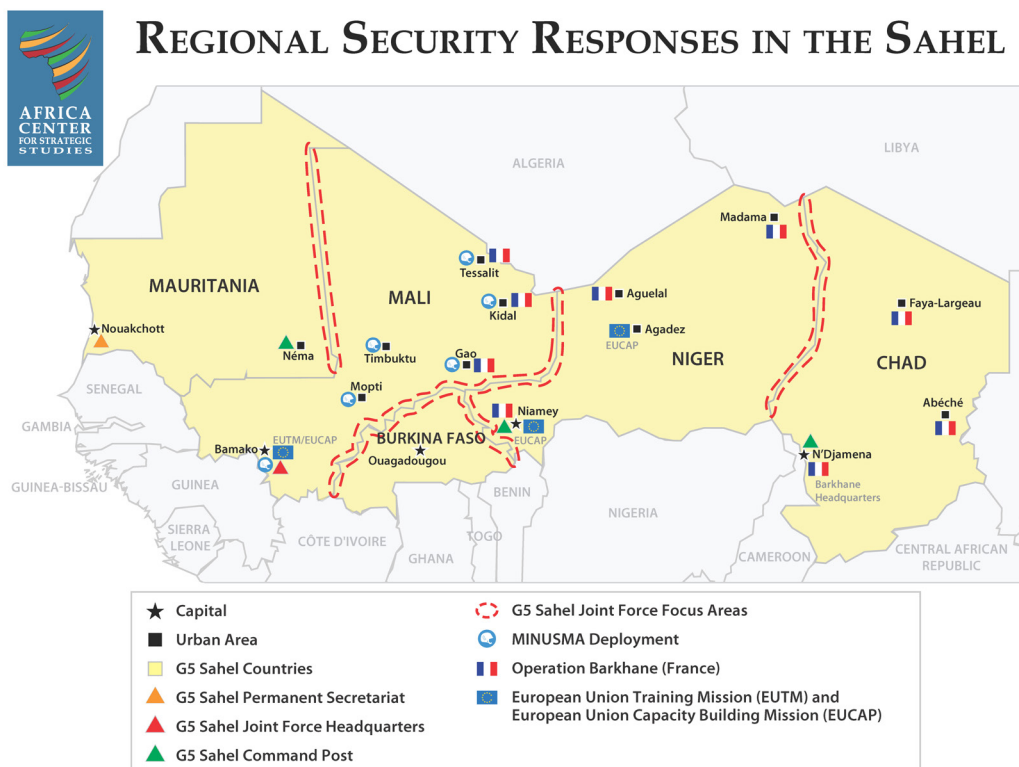 REGIONAL SECURITY RESPONSES IN THE SAHEL
AFRICA
CENTER
FOR STRATEGIC
STUDIES
ALGERIA
LIBYA
MAURITANIA
MALI
NIGER
CHAD
BURKINA FASO
Madama
Tessalit
Kidal
Aguelal
Faya-Largeau
Nouakchott
Néma
Timbuktu
Gao
Agadez
EUCAP
Mopti
Niamey
EUCAP
Abéché
Bamako
EUTM/EUCAP
Ouagadougou
N'Djamena
Barkhane
Headquarters
SENEGAL
GAMBIA
GUINEA-BISSAU
GUINEA
SIERRA
LEONE
CÔTE D'IVOIRE
GHANA
TOGO
BENIN
NIGERIA
CAMEROON
CENTRAL AFRICAN
REPUBLIC
Capital
Urban Area
G5 Sahel Countries
G5 Sahel Permanent Secretariat
G5 Sahel Joint Force Headquarters
G5 Sahel Command Post
G5 Sahel Joint Force Focus Areas
MINUSMA Deployment
Operation Barkhane (France)
European Union Training Mission (EUTM) and
European Union Capacity Building Mission (EUCAP)